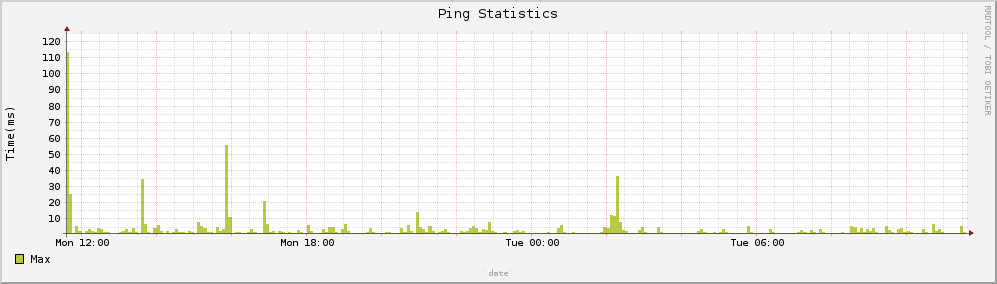 Ping Statistics
RRDTOOL / TOBI OETIKER
Time(ms)
120
110
100
90
80
70
60
50
40
30
20
10
Mon 12:00 Mon 18:00 Tue 00:00 Tue 06:00
Max
`date`